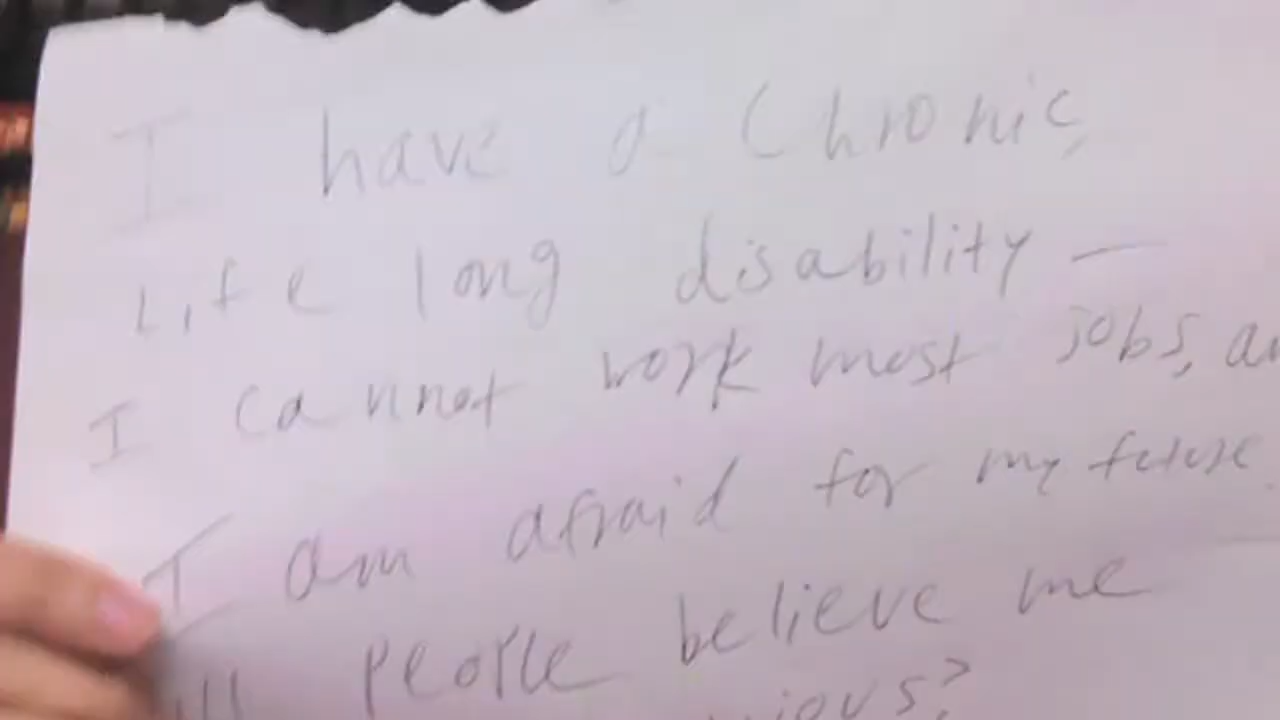 I have a Chronic,
Life long disability —
I cannot work most jobs,
I am afraid for my future.
people believe me